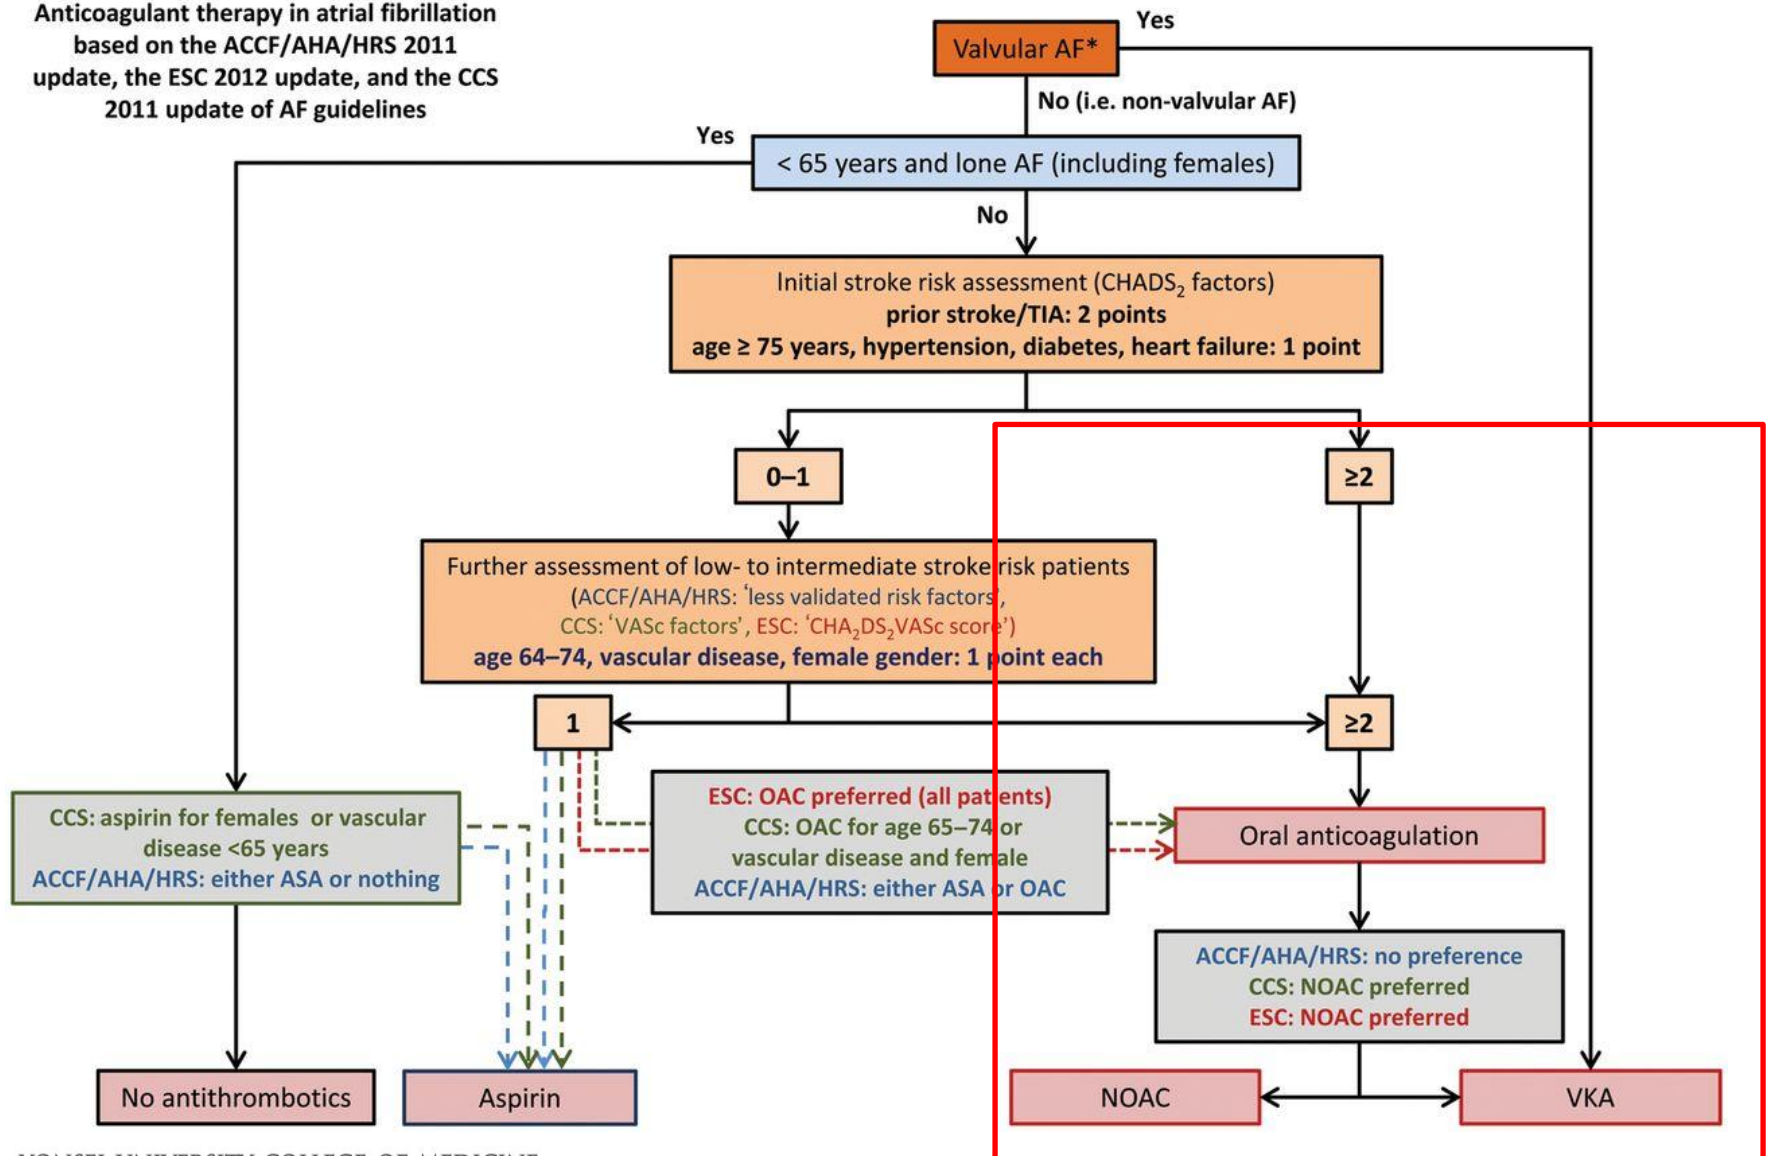 Anticoagulant therapy in atrial fibrillation
based on the ACCF/AHA/HRS 2011
update, the ESC 2012 update, and the CCS
2011 update of AF guidelines
Valvular AF*
Yes
No (i.e. non-valvular AF)
Yes
< 65 years and lone AF (including females)
No
Initial stroke risk assessment (CHADS₂ factors)
prior stroke/TIA: 2 points
age ≥ 75 years, hypertension, diabetes, heart failure: 1 point
0–1
≥2
Further assessment of low- to intermediate stroke risk patients
(ACCF/AHA/HRS: ‘less validated risk factors’,
CCS: ‘VASc factors’, ESC: ‘CHA₂DS₂VASc score’)
age 64–74, vascular disease, female gender: 1 point each
1
≥2
CCS: aspirin for females or vascular
disease <65 years
ACCF/AHA/HRS: either ASA or nothing
ESC: OAC preferred (all patients)
CCS: OAC for age 65–74 or
vascular disease and female
ACCF/AHA/HRS: either ASA or OAC
Oral anticoagulation
ACCF/AHA/HRS: no preference
CCS: NOAC preferred
ESC: NOAC preferred
No antithrombotics
Aspirin
NOAC
VKA
YONSEI UNIVERSITY COLLEGE OF MEDICINE